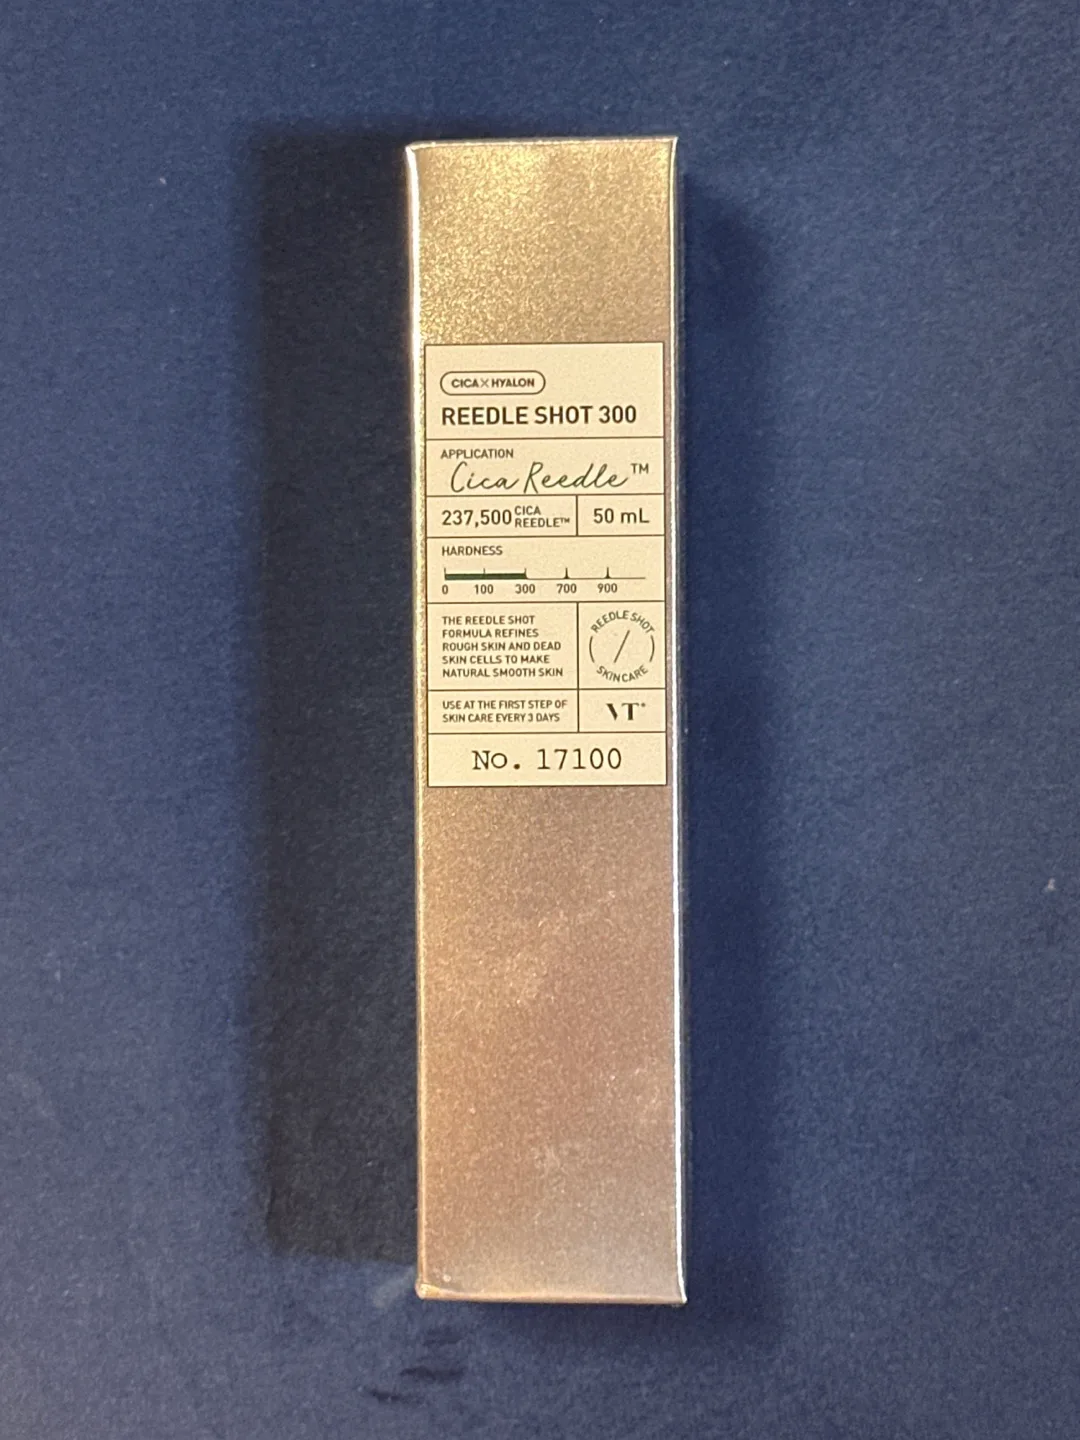 CICA×HYALON
REEDLE SHOT 300
APPLICATION
Cica Reedle™
237,500 CICA REEDLE™
50 mL
HARDNESS
0 100 300 700 900
THE REEDLE SHOT
FORMULA REFINES
ROUGH SKIN AND DEAD
SKIN CELLS TO MAKE
NATURAL SMOOTH SKIN
REEDLE SHOT
SKINCARE
USE AT THE FIRST STEP OF
SKIN CARE EVERY 3 DAYS
VT®
No. 17100